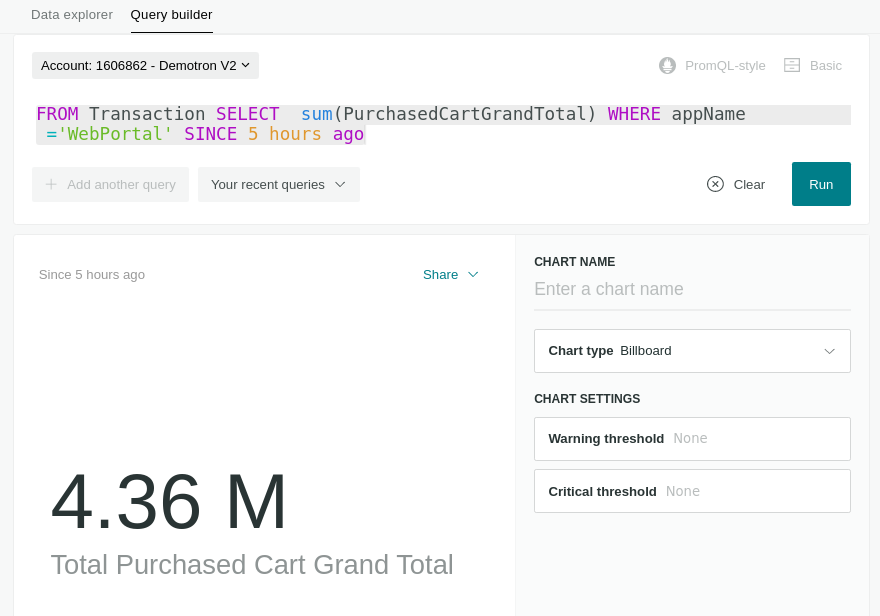 Data explorer Query builder
Account: 1606862 - Demotron V2 PromQL-style Basic
FROM Transaction SELECT  sum(PurchasedCartGrandTotal) WHERE appName
='WebPortal' SINCE 5 hours ago
Add another query Your recent queries Clear Run
Since 5 hours ago Share
CHART NAME
Enter a chart name
Chart type Billboard
CHART SETTINGS
Warning threshold None
Critical threshold None
4.36 M
Total Purchased Cart Grand Total